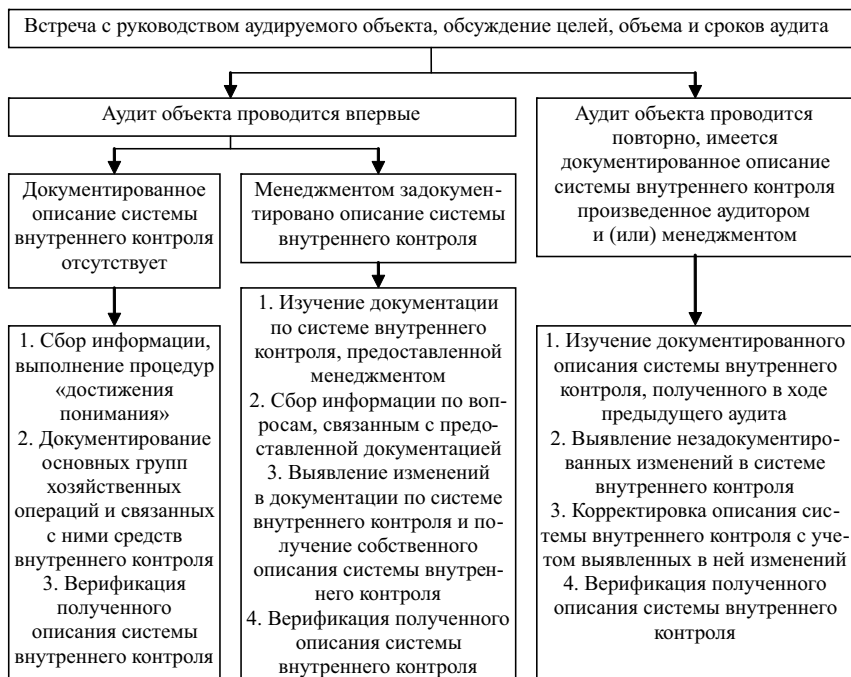 Встреча с руководством аудируемого объекта, обсуждение целей, объема и сроков аудита
Аудит объекта проводится впервые
Аудит объекта проводится
повторно, имеется
документированное описание
системы внутреннего контроля
произведенное аудитором
и (или) менеджментом
Документированное
описание системы
внутреннего контроля
отсутствует
Менеджментом задокумен-
тировано описание системы
внутреннего контроля
1. Сбор информации,
выполнение процедур
«достижения
понимания»
2. Документирование
основных групп
хозяйственных
операций и связанных
с ними средств
внутреннего контроля
3. Верификация
полученного
описания системы
внутреннего контроля
1. Изучение документации
по системе внутреннего
контроля, предоставленной
менеджментом
2. Сбор информации по воп-
росам, связанным с предо-
ставленной документацией
3. Выявление изменений
в документации по системе
внутреннего контроля и по-
лучение собственного
описания системы внутрен-
него контроля
4. Верификация полученного
описания системы
внутреннего контроля
1. Изучение документированного
описания системы внутреннего
контроля, полученного в ходе
предыдущего аудита
2. Выявление незадокументиро-
ванных изменений в системе
внутреннего контроля
3. Корректировка описания сис-
темы внутреннего контроля с уче-
том выявленных в ней изменений
4. Верификация полученного
описания системы внутреннего
контроля